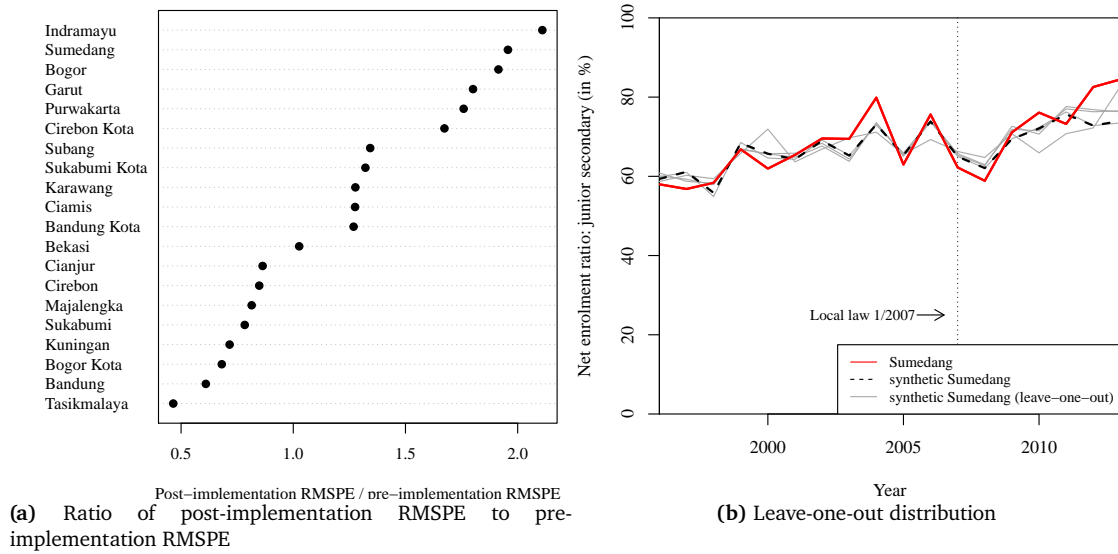 Indramayu
Sumedang
Bogor
Garut
Purwakarta
Cirebon Kota
Subang
Sukabumi Kota
Karawang
Ciamis
Bandung Kota
Bekasi
Cianjur
Cirebon
Majalengka
Sukabumi
Kuningan
Bogor Kota
Bandung
Tasikmalaya
0.5 1.0 1.5 2.0
Post−implementation RMSPE / pre−implementation RMSPE
(a) Ratio of post-implementation RMSPE to pre-
implementation RMSPE
Net enrolment ratio: junior secondary (in %)
100
80
60
40
20
0
Local law 1/2007
Sumedang
synthetic Sumedang
synthetic Sumedang (leave−one−out)
2000 2005 2010
Year
(b) Leave-one-out distribution